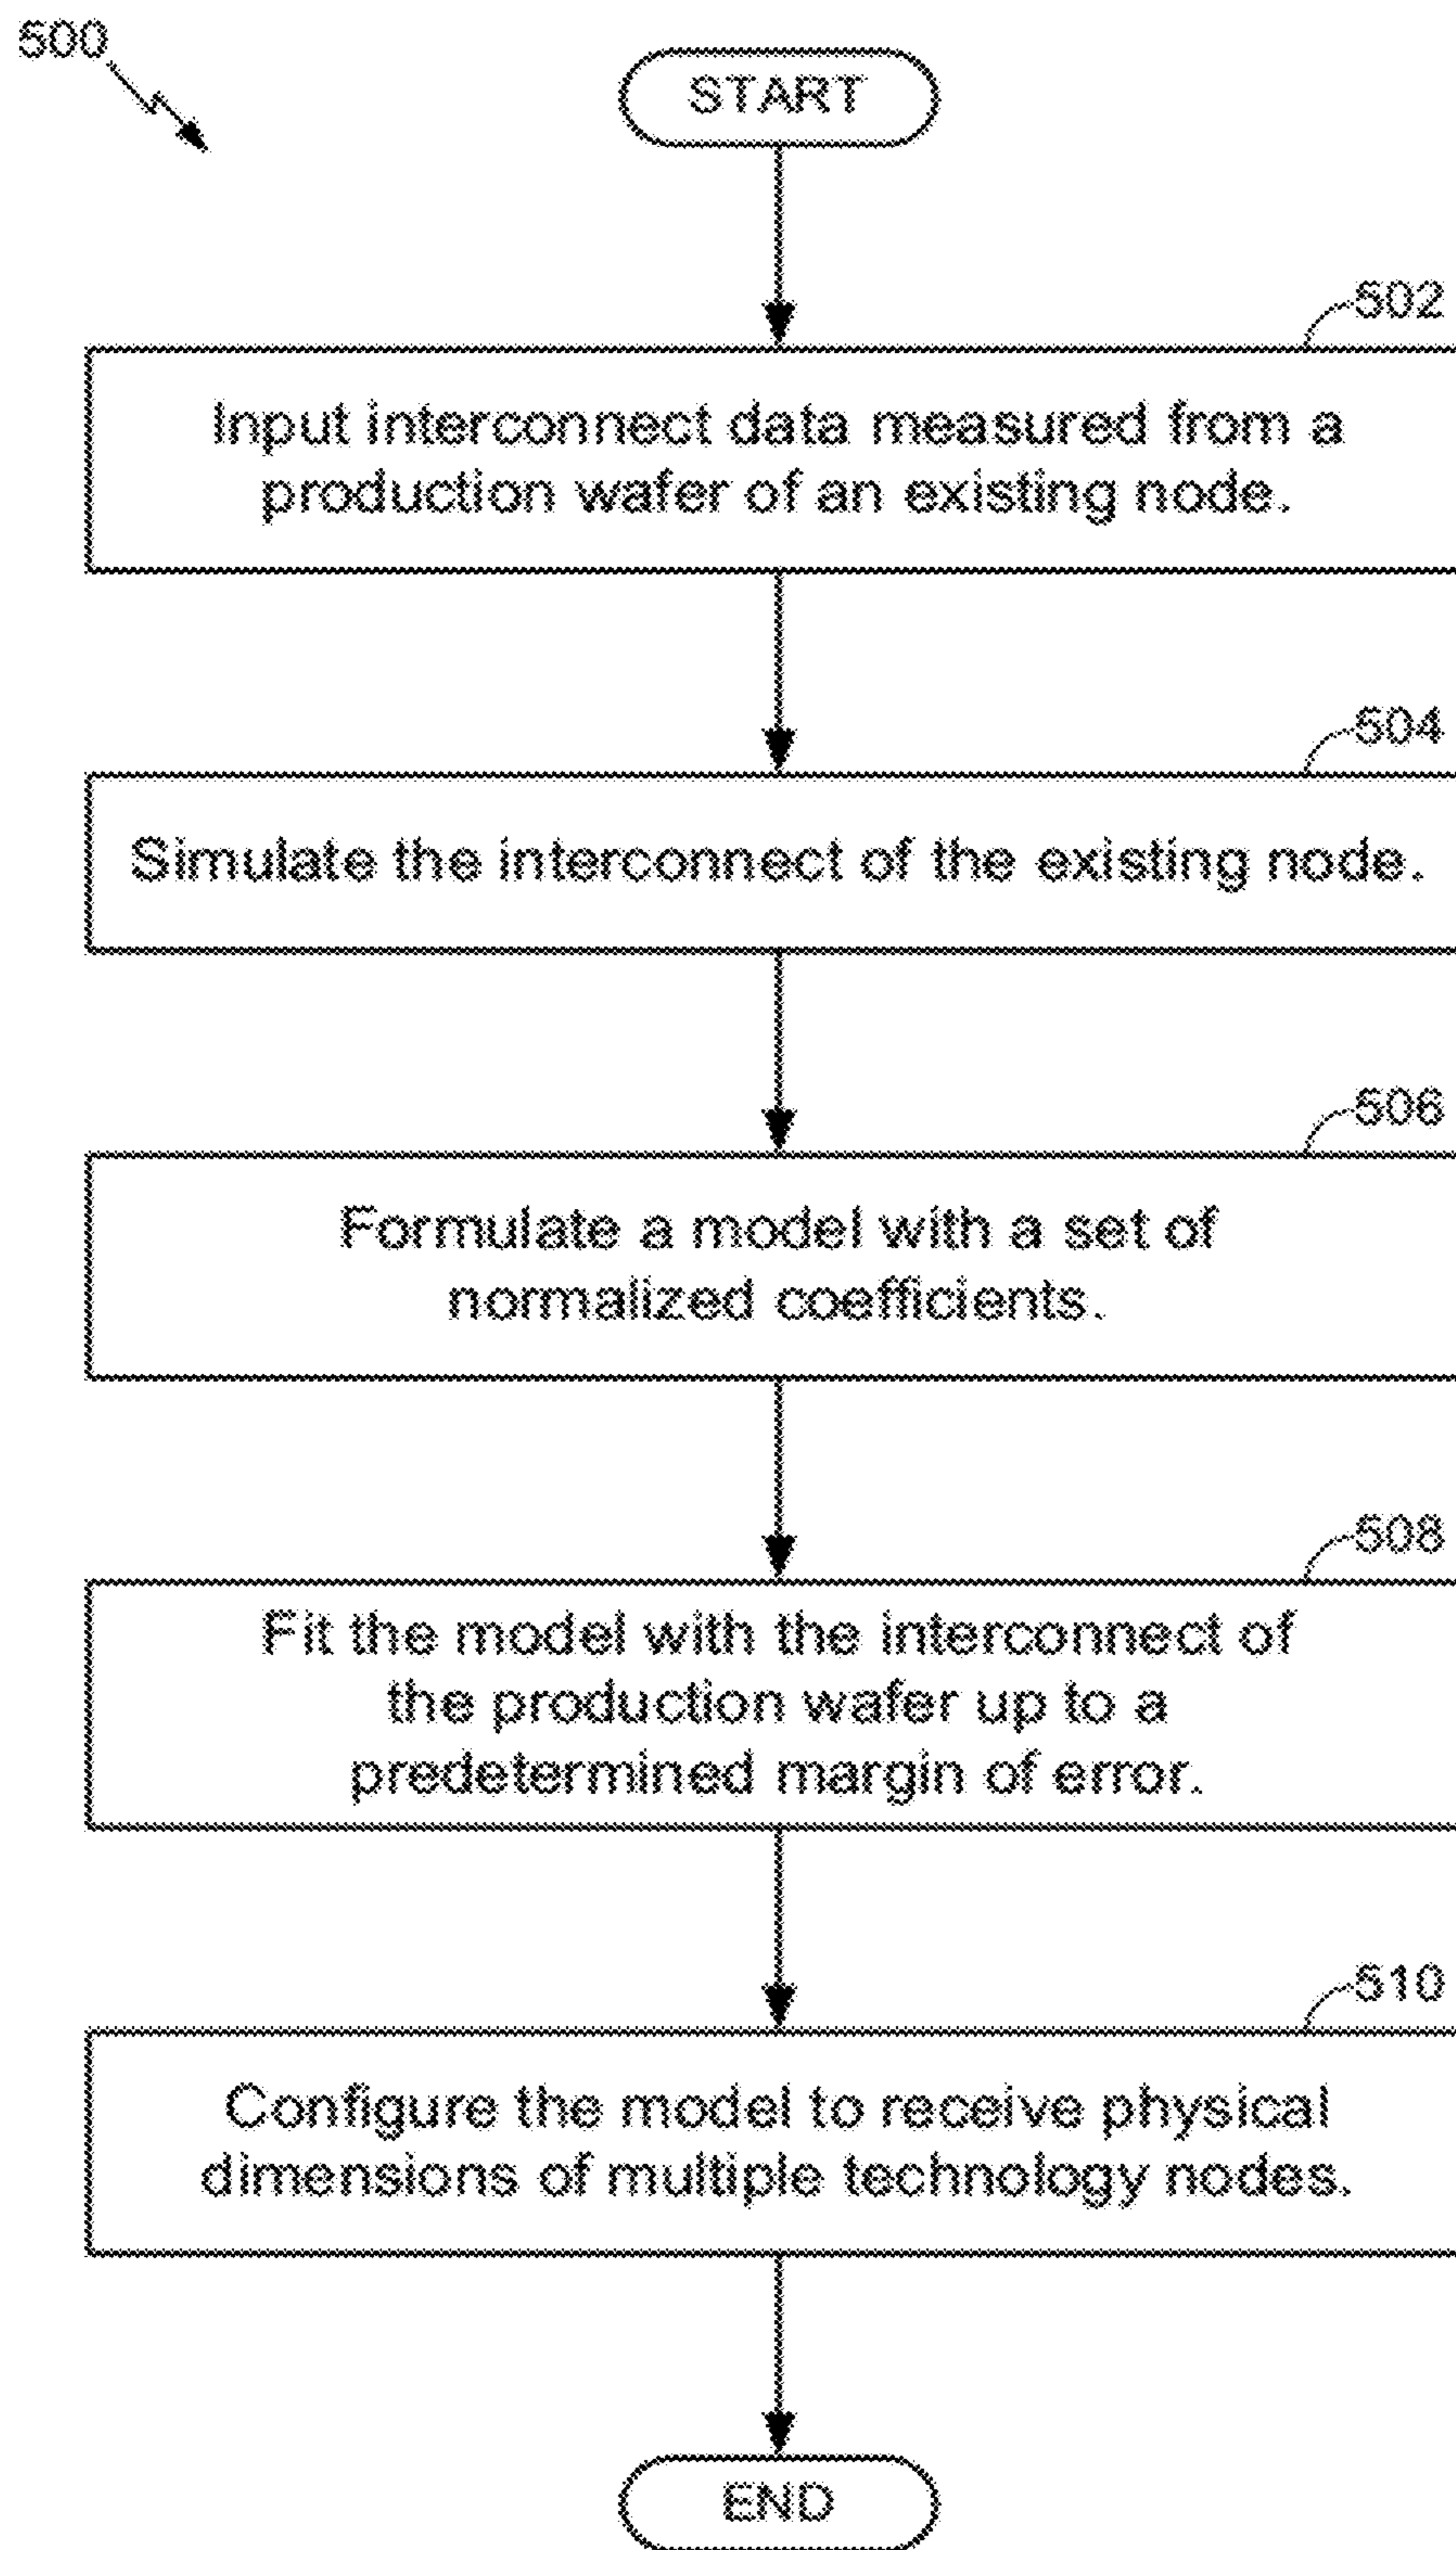 500
START
502
Input interconnect data measured from a
production wafer of an existing node.
504
Simulate the interconnect of the existing node.
506
Formulate a model with a set of
normalized coefficients.
508
Fit the model with the interconnect of
the production wafer up to a
predetermined margin of error.
510
Configure the model to receive physical
dimensions of multiple technology nodes.
END